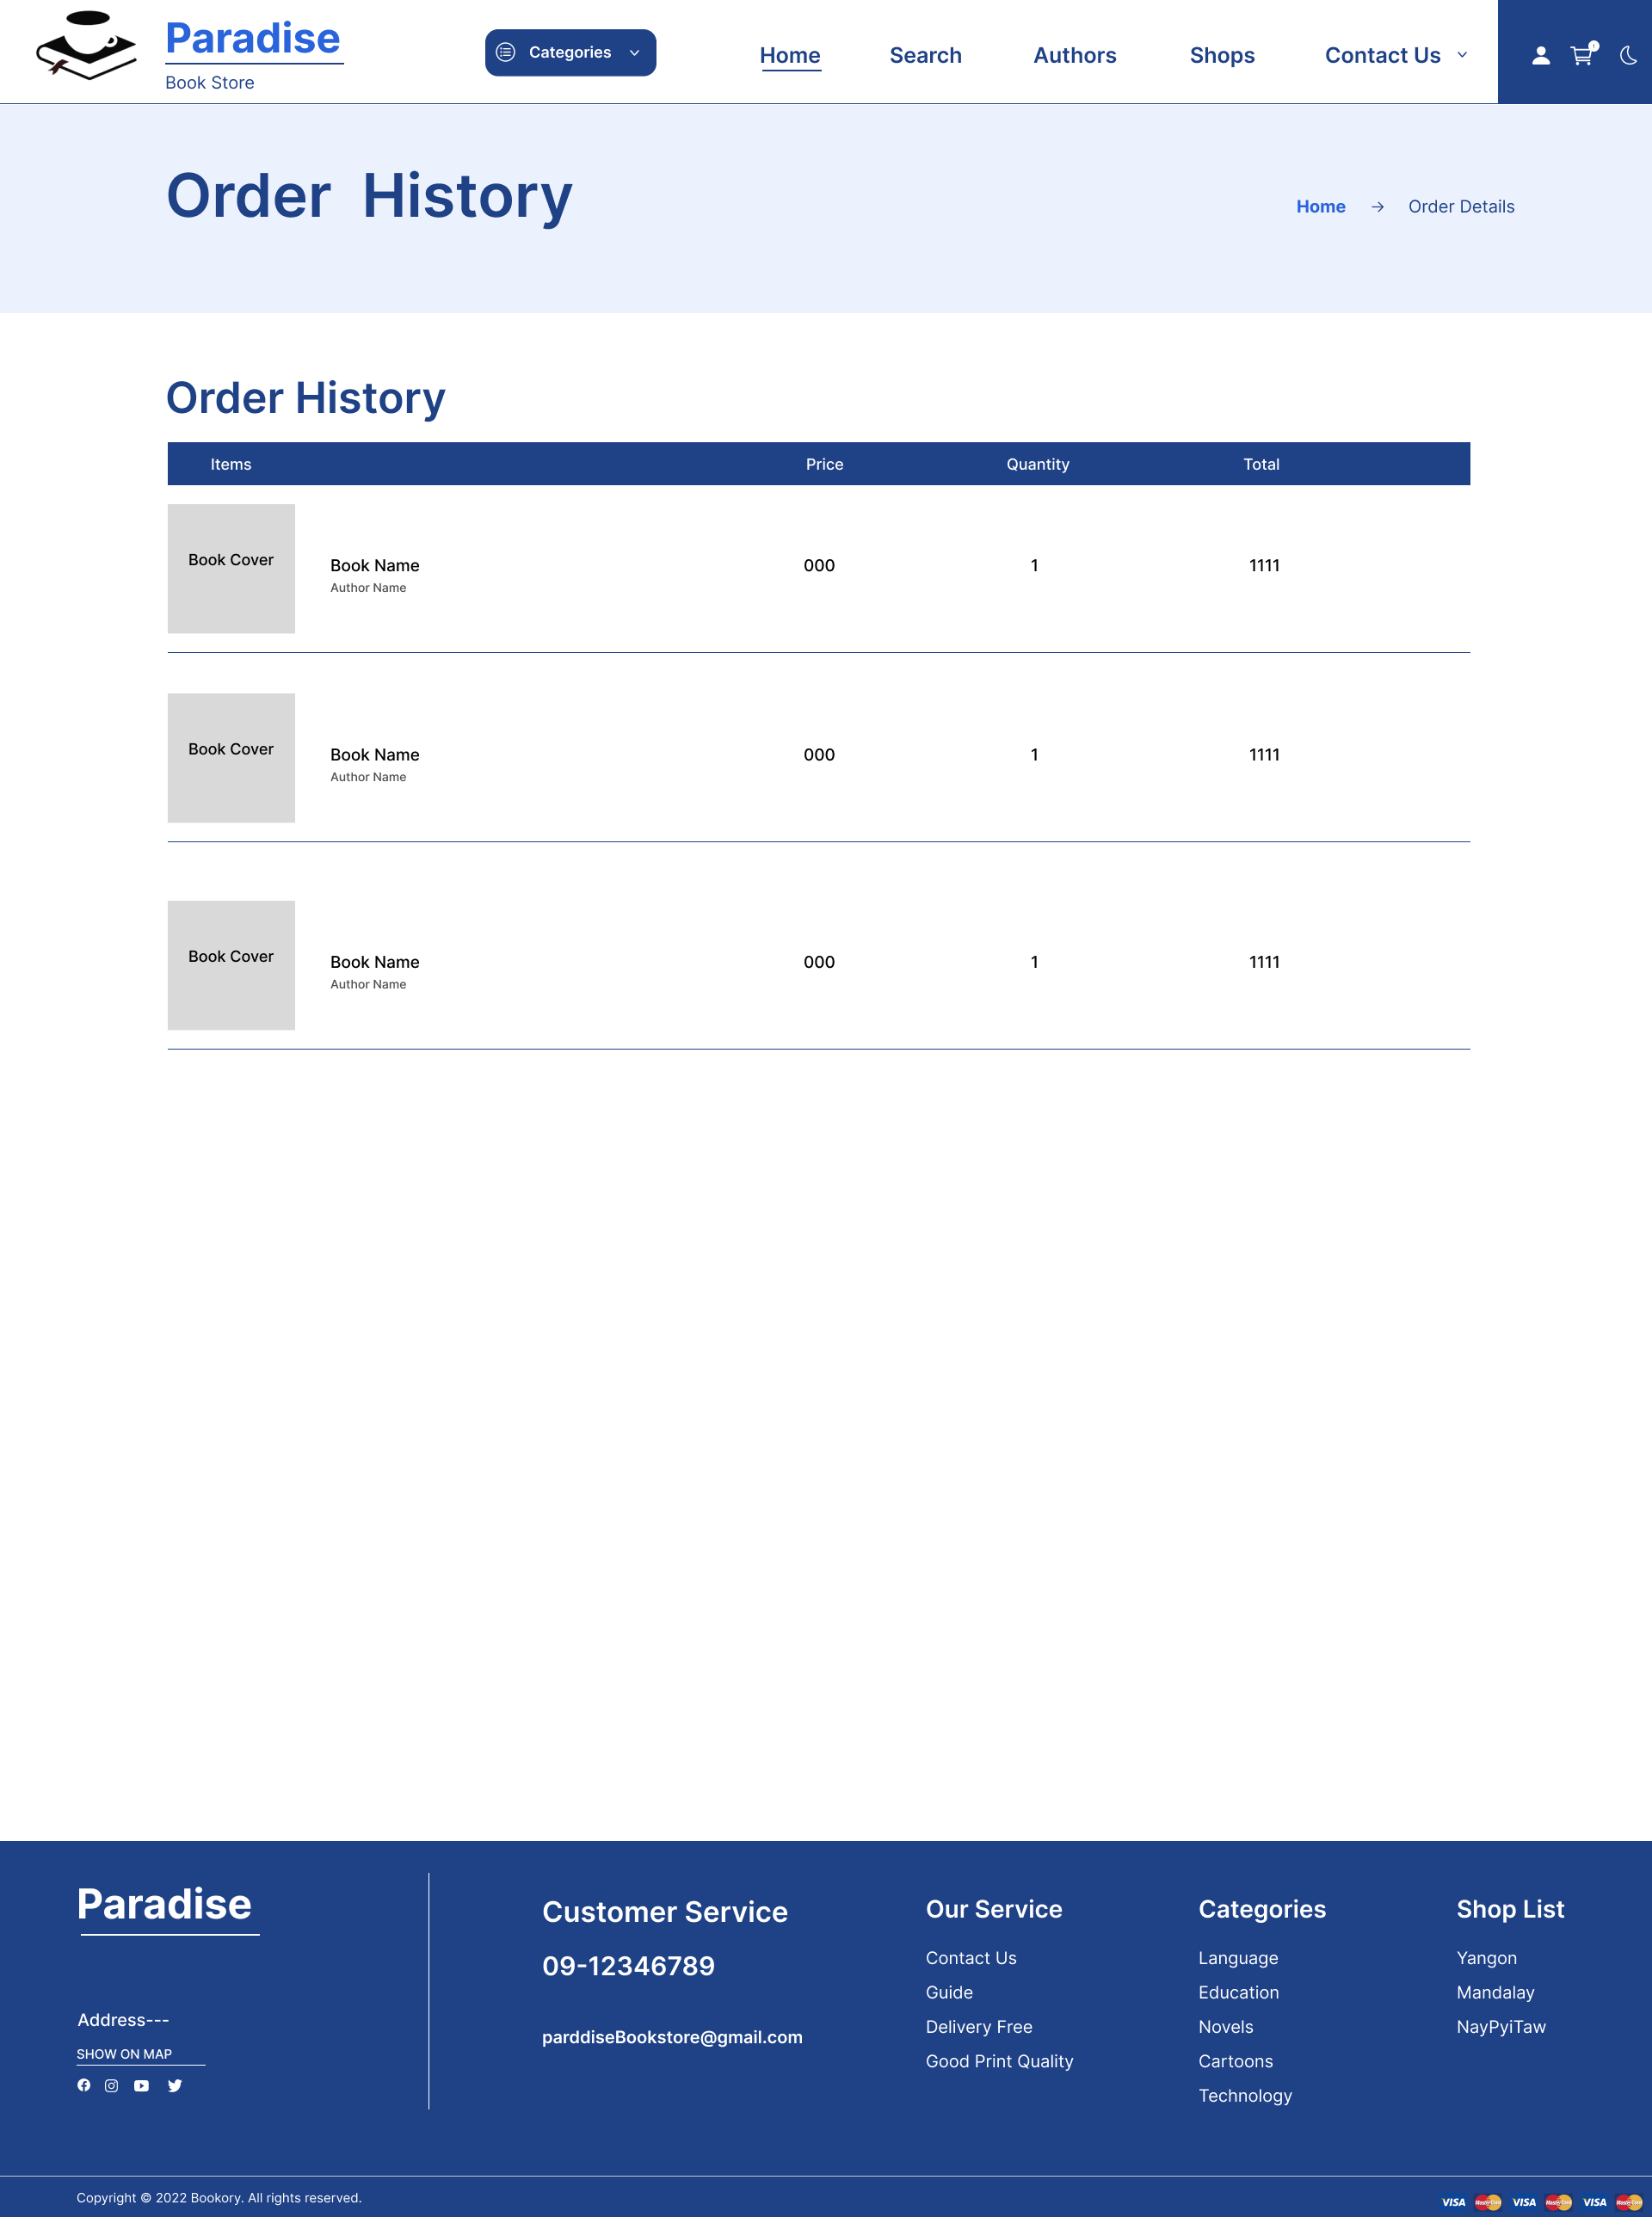 Paradise
Book Store
Categories
Home Search Authors Shops Contact Us
Order History
Home → Order Details
Order History
Items Price Quantity Total
Book Cover
Book Name 000 1 1111
Author Name
Book Cover
Book Name 000 1 1111
Author Name
Book Cover
Book Name 000 1 1111
Author Name
Paradise
Address---
SHOW ON MAP
Customer Service
09-12346789
parddiseBookstore@gmail.com
Our Service
Contact Us
Guide
Delivery Free
Good Print Quality
Categories
Language
Education
Novels
Cartoons
Technology
Shop List
Yangon
Mandalay
NayPyiTaw
Copyright © 2022 Bookory. All rights reserved.
VISA MasterCard VISA MasterCard VISA MasterCard